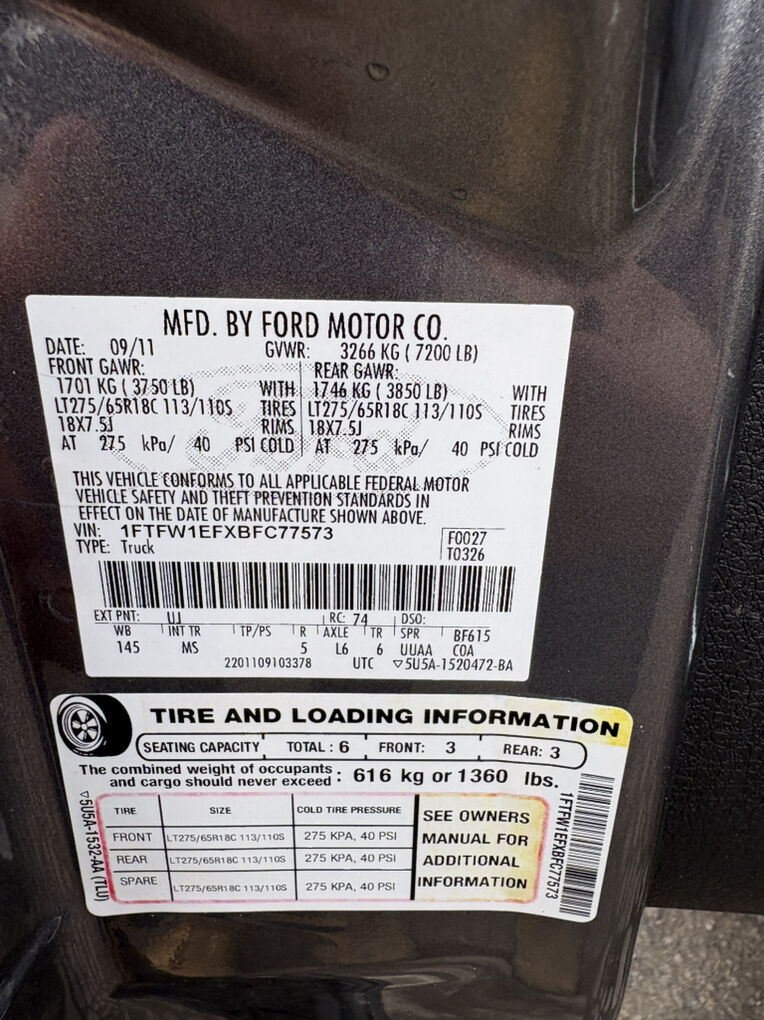 MFD. BY FORD MOTOR CO.
DATE: 09/11 GVWR: 3266 KG ( 7200 LB)
FRONT GAWR: REAR GAWR:
1701 KG ( 3750 LB) WITH 1746 KG ( 3850 LB) WITH
LT275/65R18C 113/110S TIRES LT275/65R18C 113/110S TIRES
18X7.5J RIMS 18X7.5J RIMS
AT 275 kPa/ 40 PSI COLD AT 275 kPa/ 40 PSI COLD
THIS VEHICLE CONFORMS TO ALL APPLICABLE FEDERAL MOTOR
VEHICLE SAFETY AND THEFT PREVENTION STANDARDS IN
EFFECT ON THE DATE OF MANUFACTURE SHOWN ABOVE.
VIN: 1FTFW1EFXBFC77573 F0027
TYPE: Truck T0326
EXT PNT: UJ RC: 74 DSO:
WB INT TR TP/PS R AXLE TR SPR BF615
145 MS 5 L6 6 UUAA COA
2201109103378 UTC ▽5U5A-1520472-BA
TIRE AND LOADING INFORMATION
SEATING CAPACITY TOTAL : 6 FRONT: 3 REAR: 3
The combined weight of occupants
and cargo should never exceed : 616 kg or 1360 lbs.
TIRE SIZE COLD TIRE PRESSURE
FRONT LT275/65R18C 113/110S 275 KPA, 40 PSI
REAR LT275/65R18C 113/110S 275 KPA, 40 PSI
SPARE LT275/65R18C 113/110S 275 KPA, 40 PSI
SEE OWNERS
MANUAL FOR
ADDITIONAL
INFORMATION
▽5U5A-1532-AA (TLU)
1FTFW1EFXBFC77573